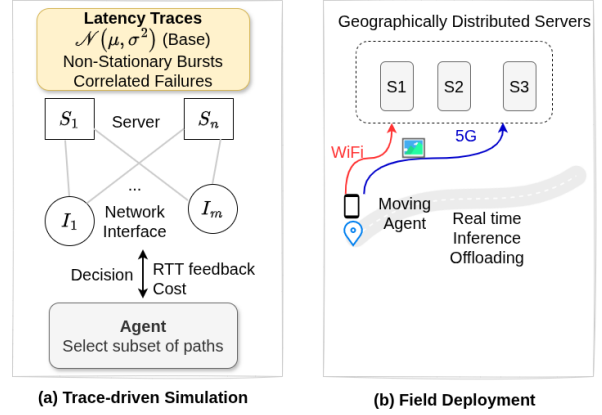 Latency Traces
𝒩(μ, σ²) (Base)
Non-Stationary Bursts
Correlated Failures
S₁
Server
Sₙ
...
I₁
Network
Interface
Iₘ
Decision
RTT feedback
Cost
Agent
Select subset of paths
(a) Trace-driven Simulation
Geographically Distributed Servers
S1
S2
S3
WiFi
5G
Moving
Agent
Real time
Inference
Offloading
(b) Field Deployment